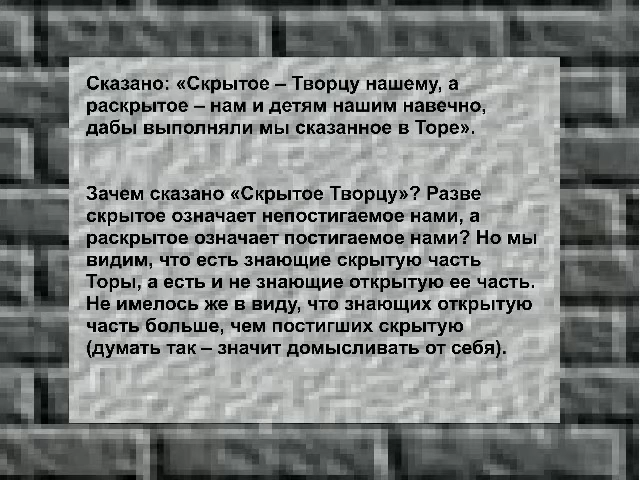 Сказано: «Скрытое – Творцу нашему, а
раскрытое – нам и детям нашим навечно,
дабы выполняли мы сказанное в Торе».
Зачем сказано «Скрытое Творцу»? Разве
скрытое означает непостигаемое нами, а
раскрытое означает постигаемое нами? Но мы
видим, что есть знающие скрытую часть
Торы, а есть и не знающие открытую ее часть.
Не имелось же в виду, что знающих открытую
часть больше, чем постигших скрытую
(думать так – значит домысливать от себя).